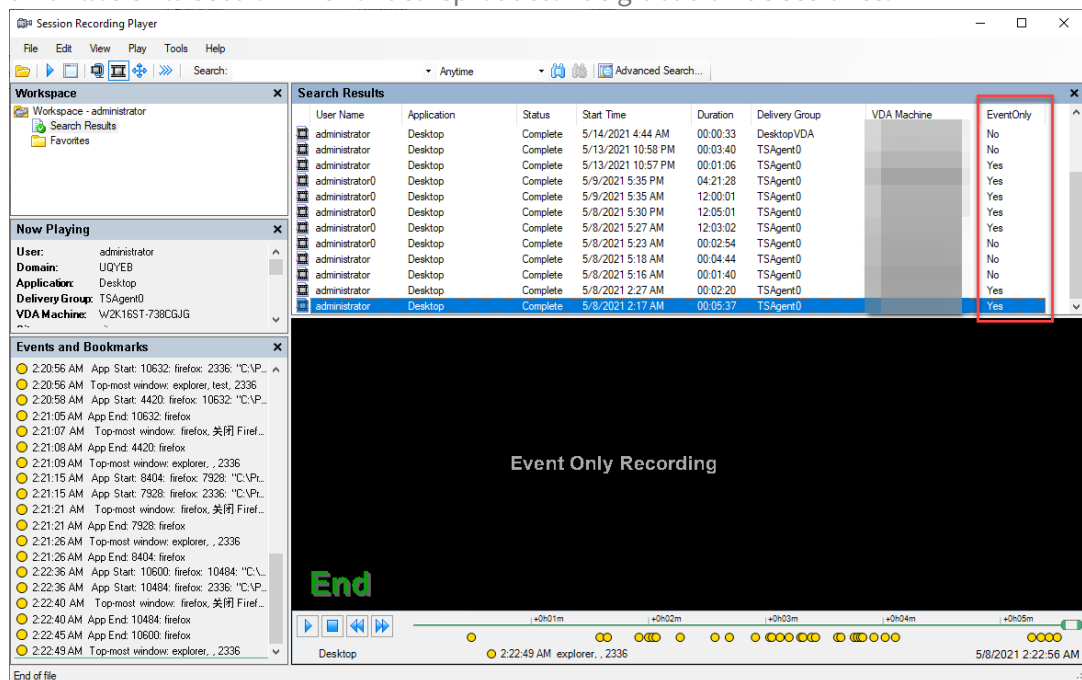 Session Recording Player
File Edit View Play Tools Help
Search: Anytime Advanced Search...
Workspace
Workspace - administrator
Search Results
Favorites
Now Playing
User: administrator
Domain: UQYEB
Application: Desktop
Delivery Group: TSAgent0
VDA Machine: W2K16ST-738CGJG
Events and Bookmarks
2:20:56 AM App Start: 10632: firefox: 2336: "C:\P...
2:20:56 AM Top-most window: explorer, test, 2336
2:20:58 AM App Start: 4420: firefox: 10632: "C:\P...
2:21:05 AM App End: 10632: firefox
2:21:07 AM Top-most window: firefox, 关闭 Firef...
2:21:08 AM App End: 4420: firefox
2:21:09 AM Top-most window: explorer, , 2336
2:21:15 AM App Start: 8404: firefox: 7928: "C:\Pr...
2:21:15 AM App Start: 7928: firefox: 2336: "C:\Pr...
2:21:21 AM Top-most window: firefox, 关闭 Firef...
2:21:21 AM App End: 7928: firefox
2:21:26 AM Top-most window: explorer, , 2336
2:21:26 AM App End: 8404: firefox
2:22:36 AM App Start: 10600: firefox: 10484: "C:\...
2:22:36 AM App Start: 10484: firefox: 2336: "C:\P...
2:22:40 AM Top-most window: firefox, 关闭 Firef...
2:22:40 AM App End: 10484: firefox
2:22:45 AM App End: 10600: firefox
2:22:49 AM Top-most window: explorer, , 2336
Search Results
User Name Application Status Start Time Duration Delivery Group VDA Machine EventOnly
administrator Desktop Complete 5/14/2021 4:44 AM 00:00:33 DesktopVDA No
administrator Desktop Complete 5/13/2021 10:58 PM 00:03:40 TSAgent0 No
administrator Desktop Complete 5/13/2021 10:57 PM 00:01:06 TSAgent0 Yes
administrator0 Desktop Complete 5/9/2021 5:35 PM 04:21:28 TSAgent0 Yes
administrator0 Desktop Complete 5/9/2021 5:35 AM 12:00:01 TSAgent0 Yes
administrator0 Desktop Complete 5/8/2021 5:30 PM 12:05:01 TSAgent0 Yes
administrator0 Desktop Complete 5/8/2021 5:27 AM 12:03:02 TSAgent0 Yes
administrator0 Desktop Complete 5/8/2021 5:23 AM 00:02:54 TSAgent0 No
administrator Desktop Complete 5/8/2021 5:18 AM 00:04:44 TSAgent0 No
administrator Desktop Complete 5/8/2021 5:16 AM 00:01:40 TSAgent0 No
administrator Desktop Complete 5/8/2021 2:27 AM 00:02:20 TSAgent0 Yes
administrator Desktop Complete 5/8/2021 2:17 AM 00:05:37 TSAgent0 Yes
Event Only Recording
End
+0h01m +0h02m +0h03m +0h04m +0h05m
Desktop 2:22:49 AM explorer, , 2336 5/8/2021 2:22:56 AM
End of file